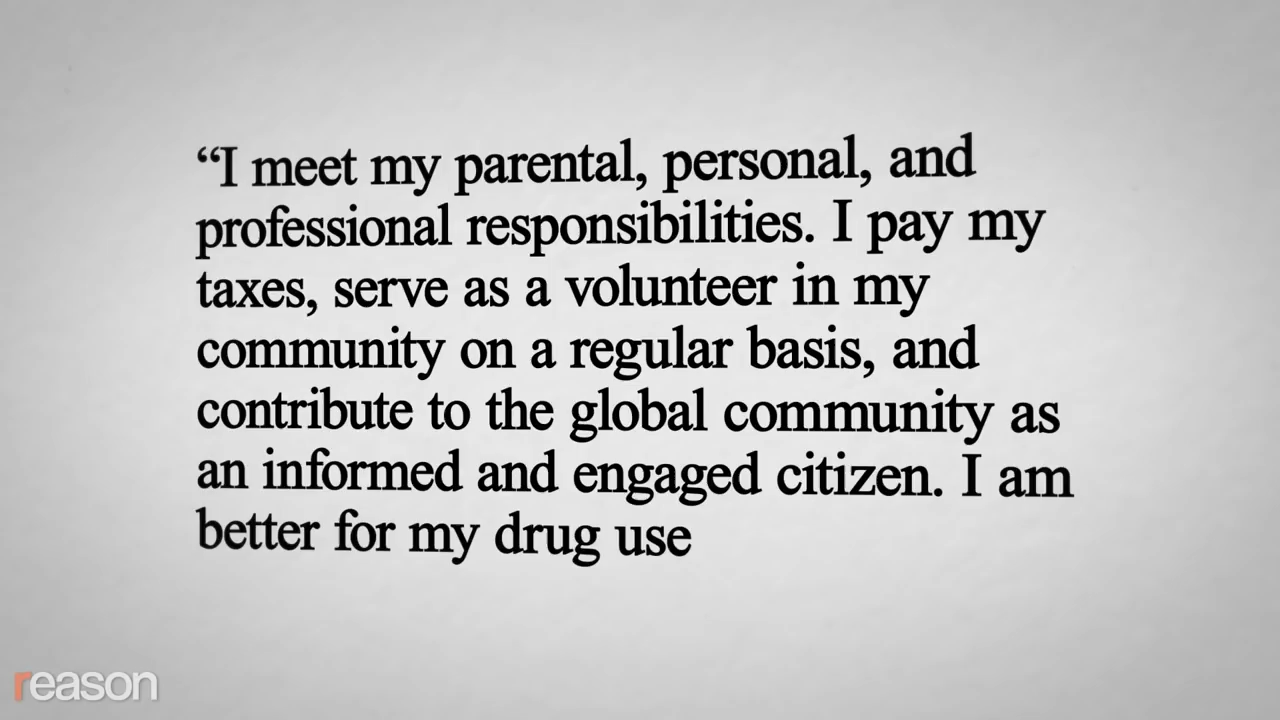 “I meet my parental, personal, and
professional responsibilities. I pay my
taxes, serve as a volunteer in my
community on a regular basis, and
contribute to the global community as
an informed and engaged citizen. I am
better for my drug use
reason